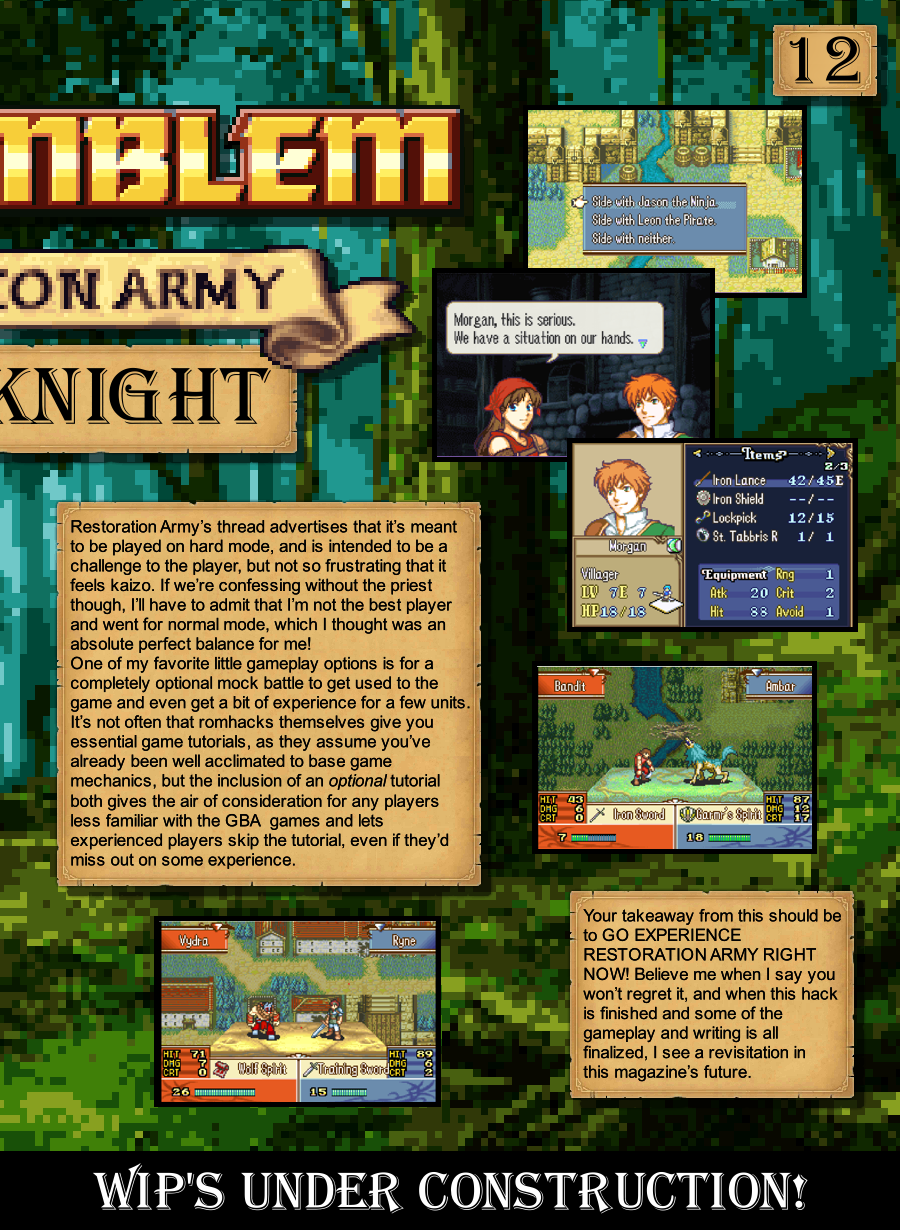 12
MBLEM
ION ARMY
KNIGHT
Side with Jason the Ninja.
Side with Leon the Pirate.
Side with neither.
Morgan, this is serious.
We have a situation on our hands.
Items
2/3
Iron Lance 42/45 E
Iron Shield --/--
Lockpick 12/15
St. Tabbris R 1/ 1
Morgan
Villager
LV 7 E 7
HP 18/18
Equipment Rng 1
Atk 20 Crit 2
Hit 88 Avoid 1
Restoration Army's thread advertises that it's meant
to be played on hard mode, and is intended to be a
challenge to the player, but not so frustrating that it
feels kaizo. If we're confessing without the priest
though, I'll have to admit that I'm not the best player
and went for normal mode, which I thought was an
absolute perfect balance for me!
One of my favorite little gameplay options is for a
completely optional mock battle to get used to the
game and even get a bit of experience for a few units.
It's not often that romhacks themselves give you
essential game tutorials, as they assume you've
already been well acclimated to base game
mechanics, but the inclusion of an optional tutorial
both gives the air of consideration for any players
less familiar with the GBA  games and lets
experienced players skip the tutorial, even if they'd
miss out on some experience.
Bandit
Ambar
HIT 43
DMG 6
CRT 0
Iron Sword
Garmr's Spirit
HIT 87
DMG 12
CRT 17
7
18
Vydra
Ryne
HIT 71
DMG 7
CRT 0
Wolf Spirit
Training Sword
HIT 89
DMG 6
CRT 2
26
15
Your takeaway from this should be
to GO EXPERIENCE
RESTORATION ARMY RIGHT
NOW! Believe me when I say you
won't regret it, and when this hack
is finished and some of the
gameplay and writing is all
finalized, I see a revisitation in
this magazine's future.
WIP'S UNDER CONSTRUCTION!